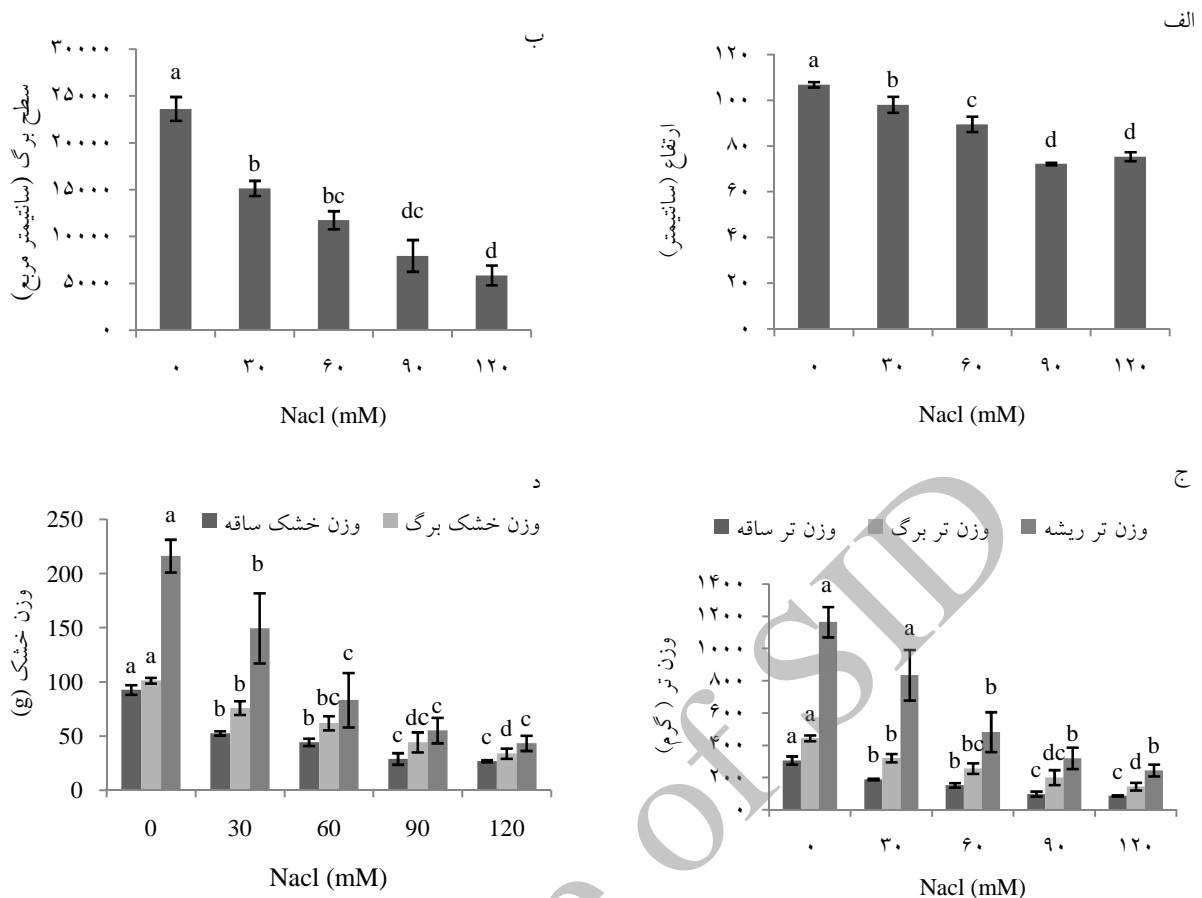 الف
ارتفاع (سانتیمتر)
۱۲۰
۱۰۰
۸۰
۶۰
۴۰
۲۰
۰
a
b
c
d
d
۰ ۳۰ ۶۰ ۹۰ ۱۲۰
Nacl (mM)
ب
سطح برگ (سانتیمتر مربع)
۳۰۰۰۰
۲۵۰۰۰
۲۰۰۰۰
۱۵۰۰۰
۱۰۰۰۰
۵۰۰۰
۰
a
b
bc
dc
d
۰ ۳۰ ۶۰ ۹۰ ۱۲۰
Nacl (mM)
ج
وزن تر ساقه وزن تر برگ وزن تر ریشه
وزن تر ( گرم)
۱۴۰۰
۱۲۰۰
۱۰۰۰
۸۰۰
۶۰۰
۴۰۰
۲۰۰
۰
a a a
b b a
b bc b
c dc b
c d b
۰ ۳۰ ۶۰ ۹۰ ۱۲۰
Nacl (mM)
د
وزن خشک ساقه وزن خشک برگ
وزن خشک (g)
250
200
150
100
50
0
a a a
b b b
b bc c
c dc c
c d c
0 30 60 90 120
Nacl (mM)
of SID